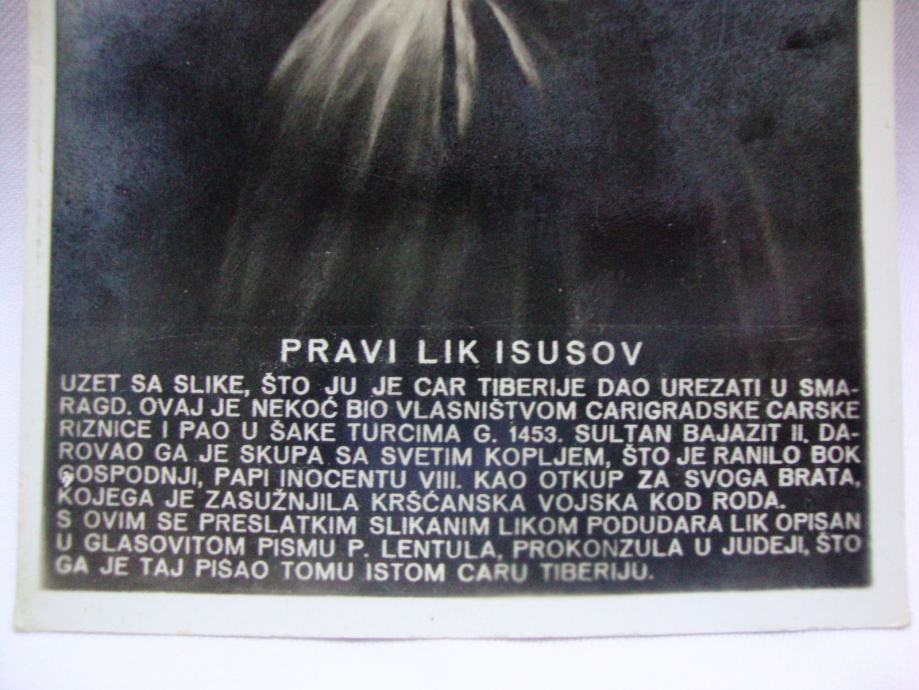 PRAVI LIK ISUSOV
UZET SA SLIKE, ŠTO JU JE CAR TIBERIJE DAO UREZATI U SMA-
RAGD. OVAJ JE NEKOĆ BIO VLASNIŠTVOM CARIGRADSKE CARSKE
RIZNICE I PAO U ŠAKE TURCIMA G. 1453. SULTAN BAJAZIT II. DA-
ROVAO GA JE SKUPA SA SVETIM KOPLJEM, ŠTO JE RANILO BOK
GOSPODNJI, PAPI INOCENTU VIII. KAO OTKUP ZA SVOGA BRATA,
KOJEGA JE ZASUŽNJILA KRŠĆANSKA VOJSKA KOD RODA.
S OVIM SE PRESLATKIM SLIKANIM LIKOM PODUDARA LIK OPISAN
U GLASOVITOM PISMU P. LENTULA, PROKONZULA U JUDEJI, ŠTO
GA JE TAJ PISAO TOMU ISTOM CARU TIBERIJU.